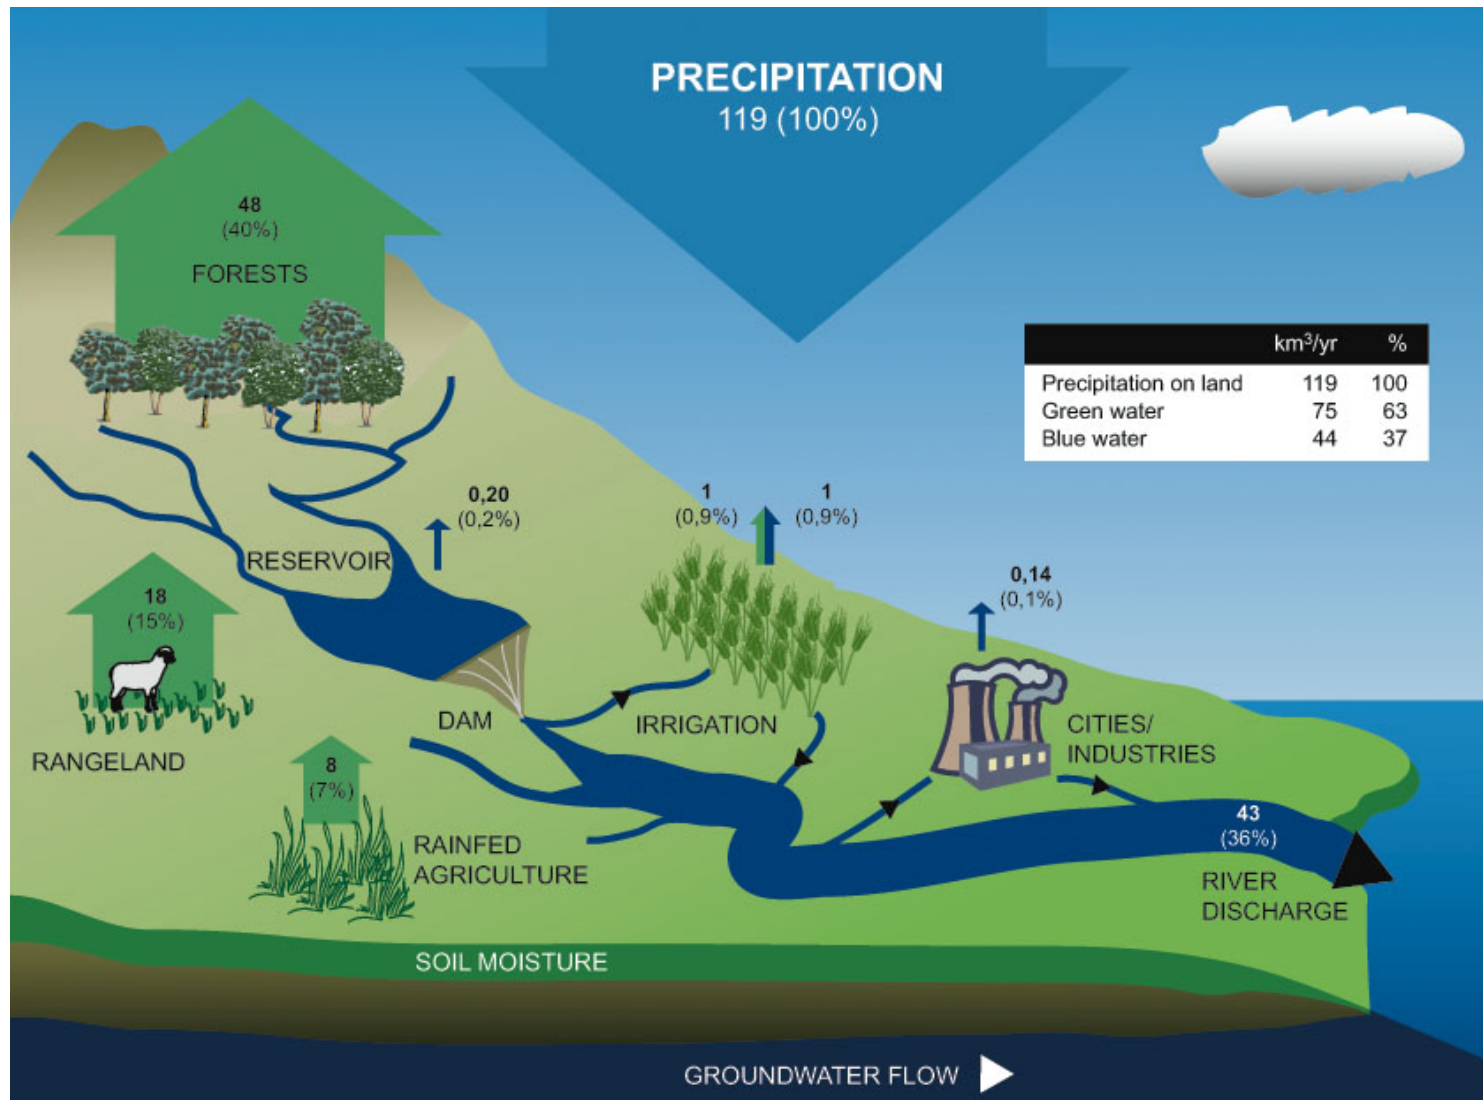 PRECIPITATION
119 (100%)
48
(40%)
FORESTS
km³/yr %
Precipitation on land 119 100
Green water 75 63
Blue water 44 37
0,20
(0,2%)
1
(0,9%)
1
(0,9%)
RESERVOIR
0,14
(0,1%)
18
(15%)
DAM
IRRIGATION
CITIES/
INDUSTRIES
RANGELAND
8
(7%)
RAINFED
AGRICULTURE
43
(36%)
RIVER
DISCHARGE
SOIL MOISTURE
GROUNDWATER FLOW